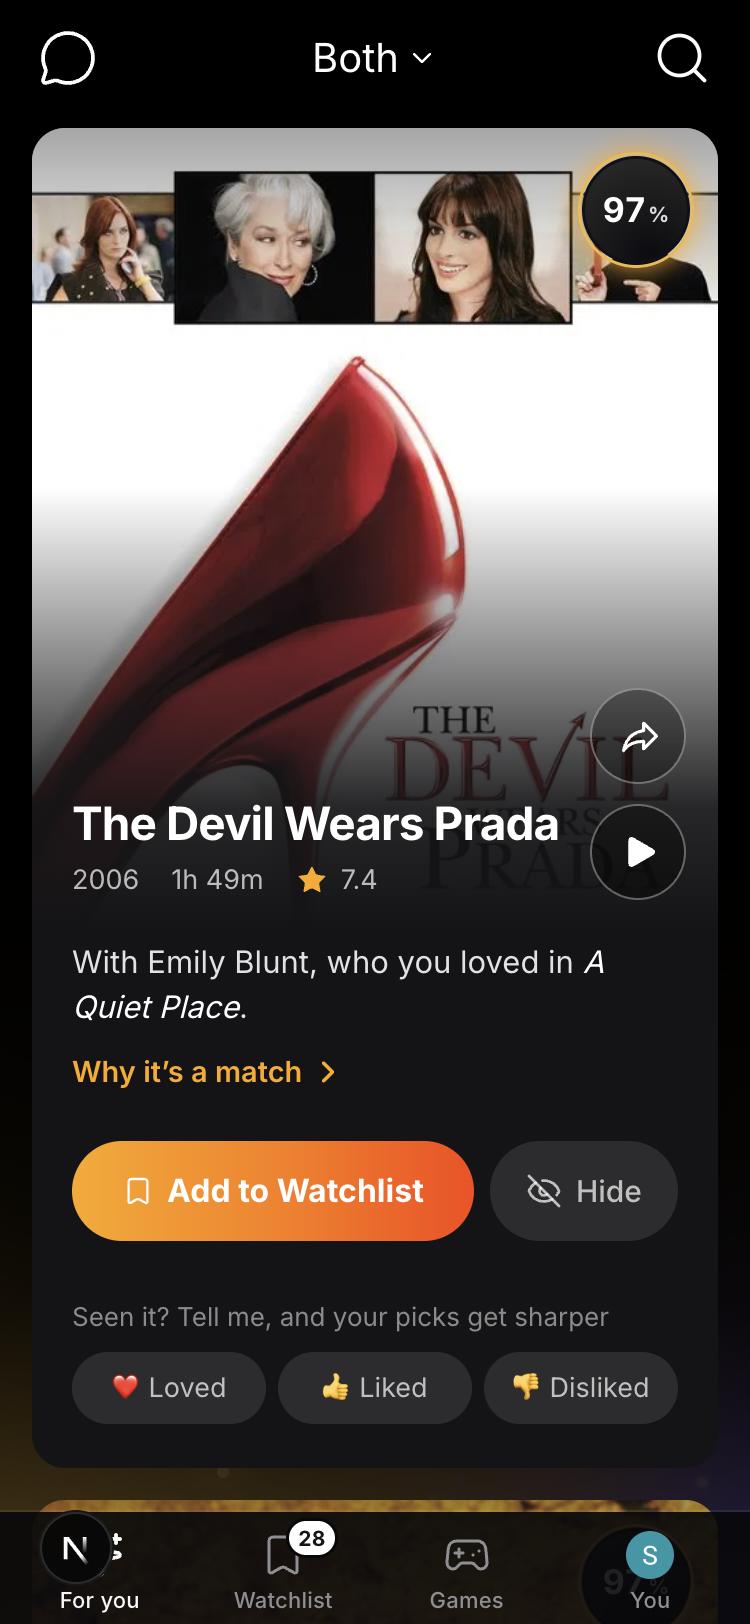 Both
97%
THE
DEVIL
WEARS
PRADA
The Devil Wears Prada
2006 1h 49m 7.4
With Emily Blunt, who you loved in A
Quiet Place.
Why it’s a match
Add to Watchlist
Hide
Seen it? Tell me, and your picks get sharper
Loved
Liked
Disliked
N
28
S
97%
For you
Watchlist
Games
You